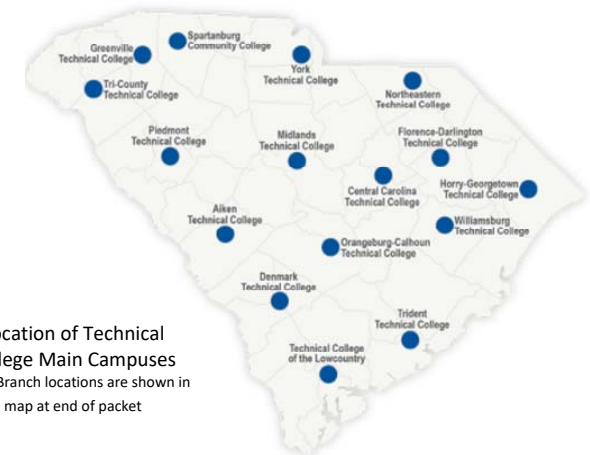 Spartanburg
Community College
Greenville
Technical College
York
Technical College
Tri-County
Technical College
Northeastern
Technical College
Piedmont
Technical College
Midlands
Technical College
Florence-Darlington
Technical College
Central Carolina
Technical College
Horry-Georgetown
Technical College
Aiken
Technical College
Williamsburg
Technical College
Orangeburg-Calhoun
Technical College
Denmark
Technical College
Trident
Technical College
Technical College
of the Lowcountry
ocation of Technical
llege Main Campuses
Branch locations are shown in
map at end of packet